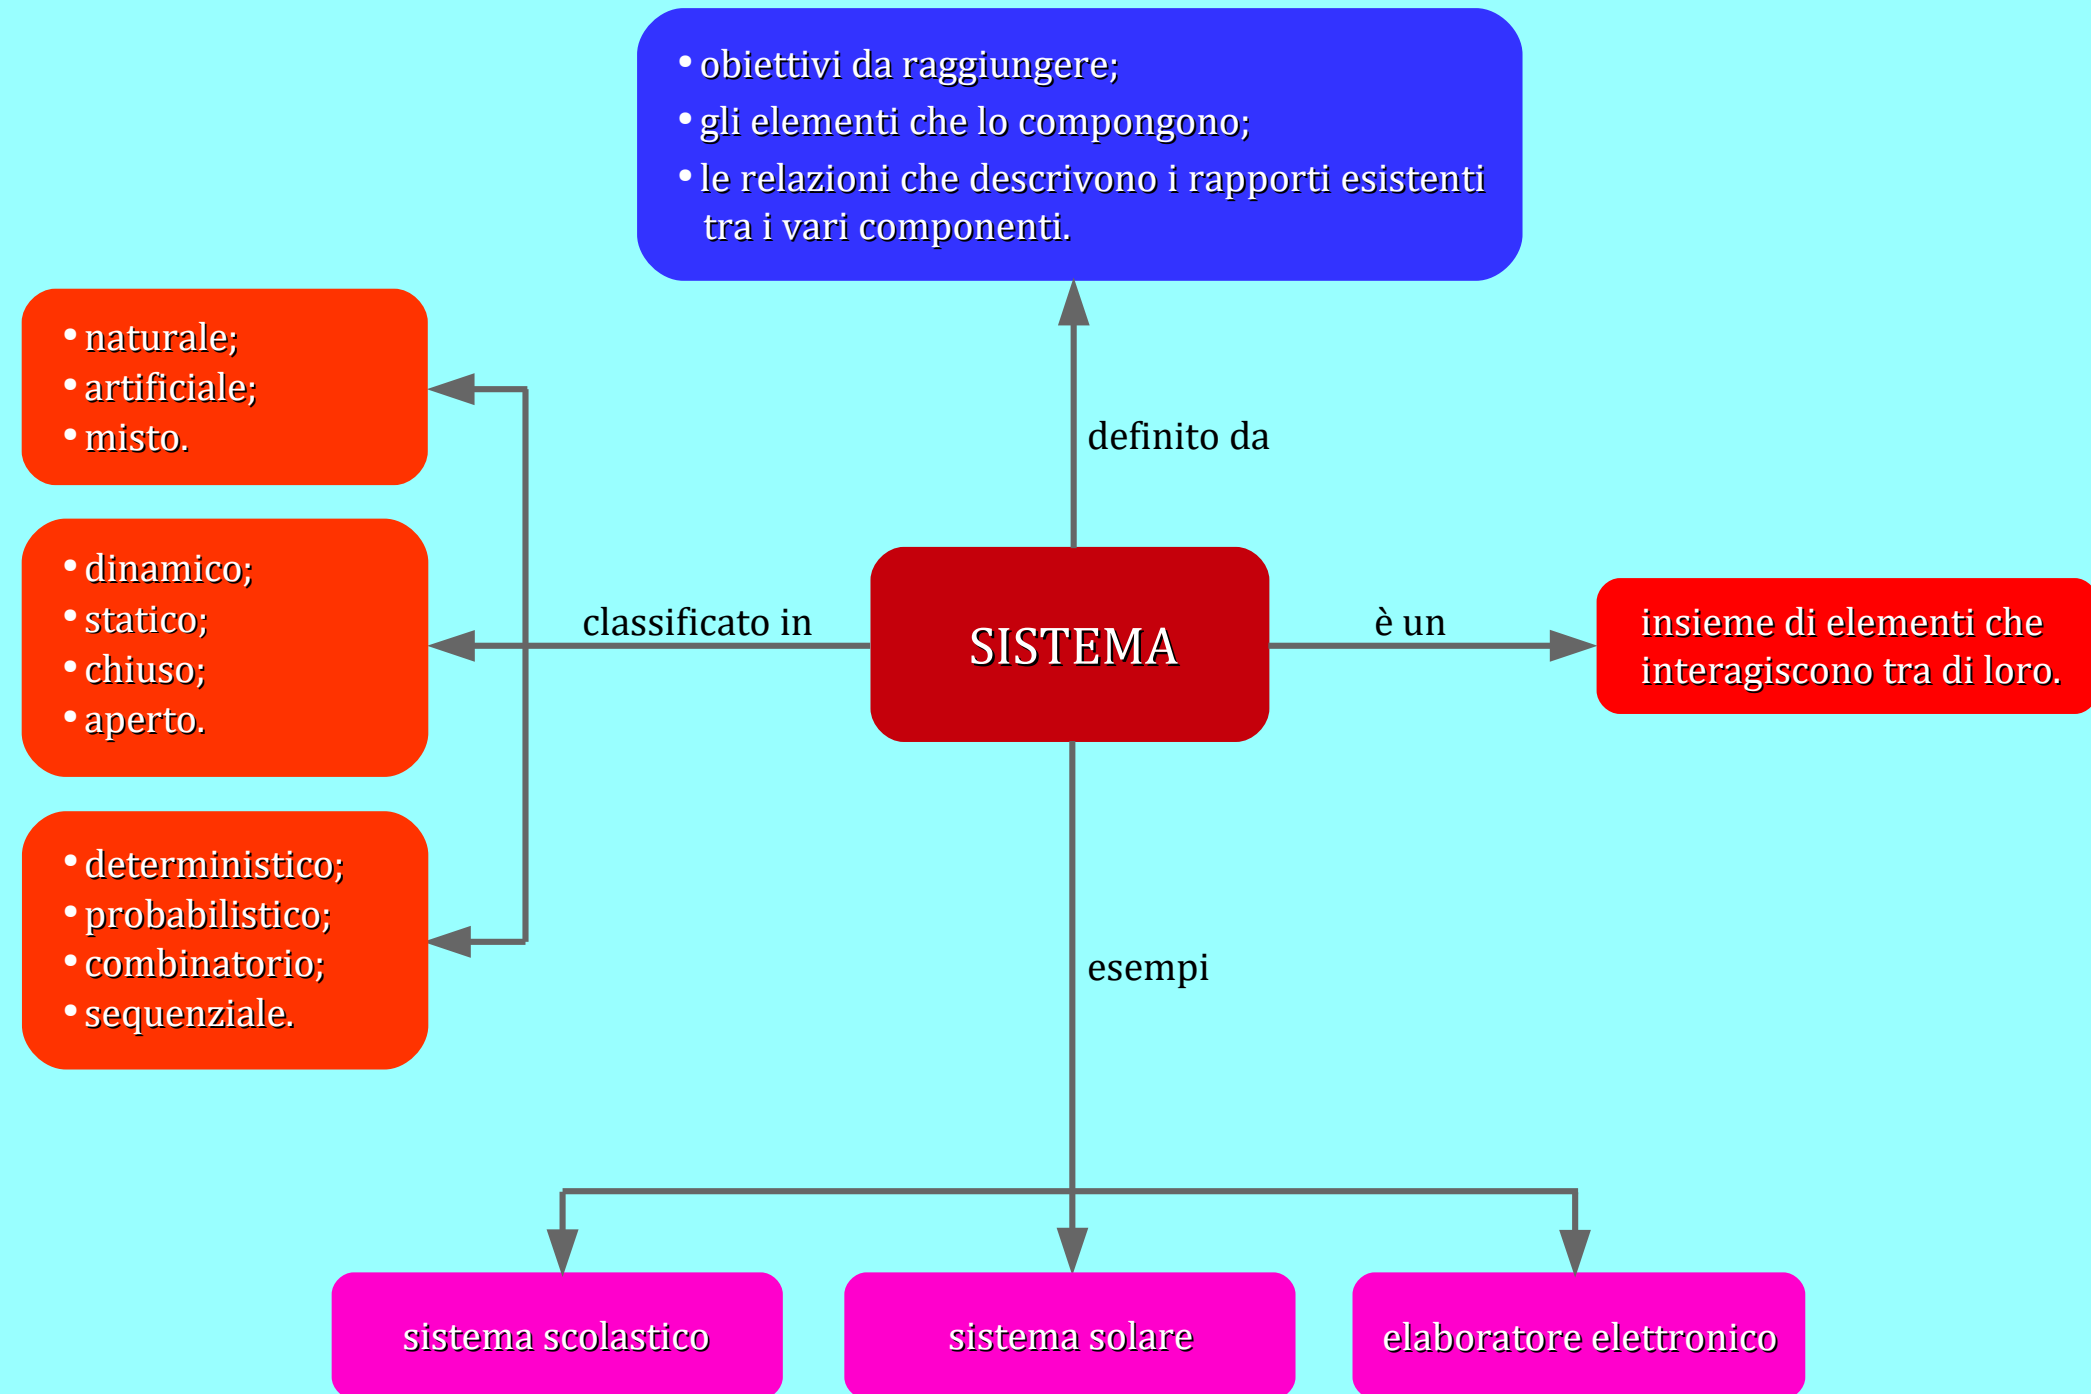 • obiettivi da raggiungere;
• gli elementi che lo compongono;
• le relazioni che descrivono i rapporti esistenti
tra i vari componenti.
• naturale;
• artificiale;
• misto.
definito da
• dinamico;
• statico;
• chiuso;
• aperto.
classificato in
SISTEMA
è un
insieme di elementi che
interagiscono tra di loro.
• deterministico;
• probabilistico;
• combinatorio;
• sequenziale.
esempi
sistema scolastico
sistema solare
elaboratore elettronico